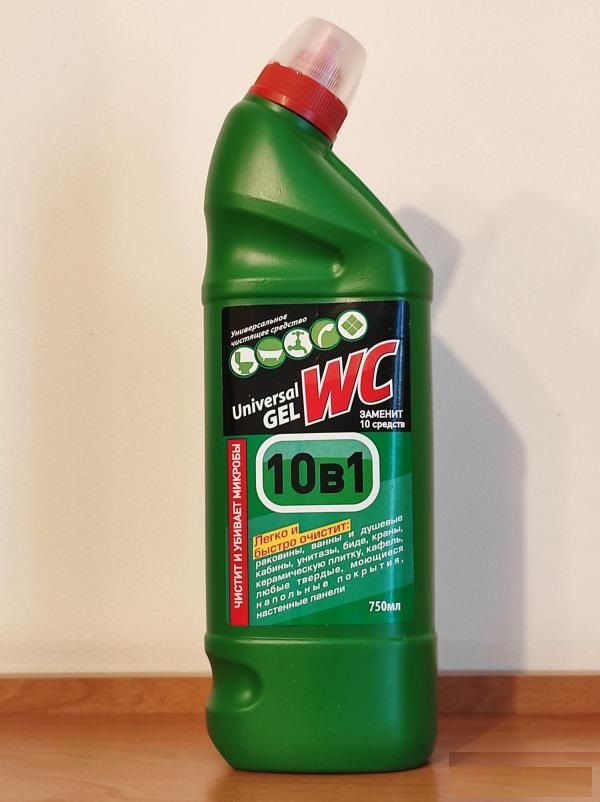 Универсальное
чистящее средство
Universal
GEL
WC
ЗАМЕНИТ
10 средств
10в1
ЧИСТИТ И УБИВАЕТ МИКРОБЫ
Легко и
быстро очистит:
раковины, ванны и душевые
кабины, унитазы, биде, краны,
керамическую плитку, кафель,
любые твердые, моющиеся
напольные покрытия,
настенные панели
750мл